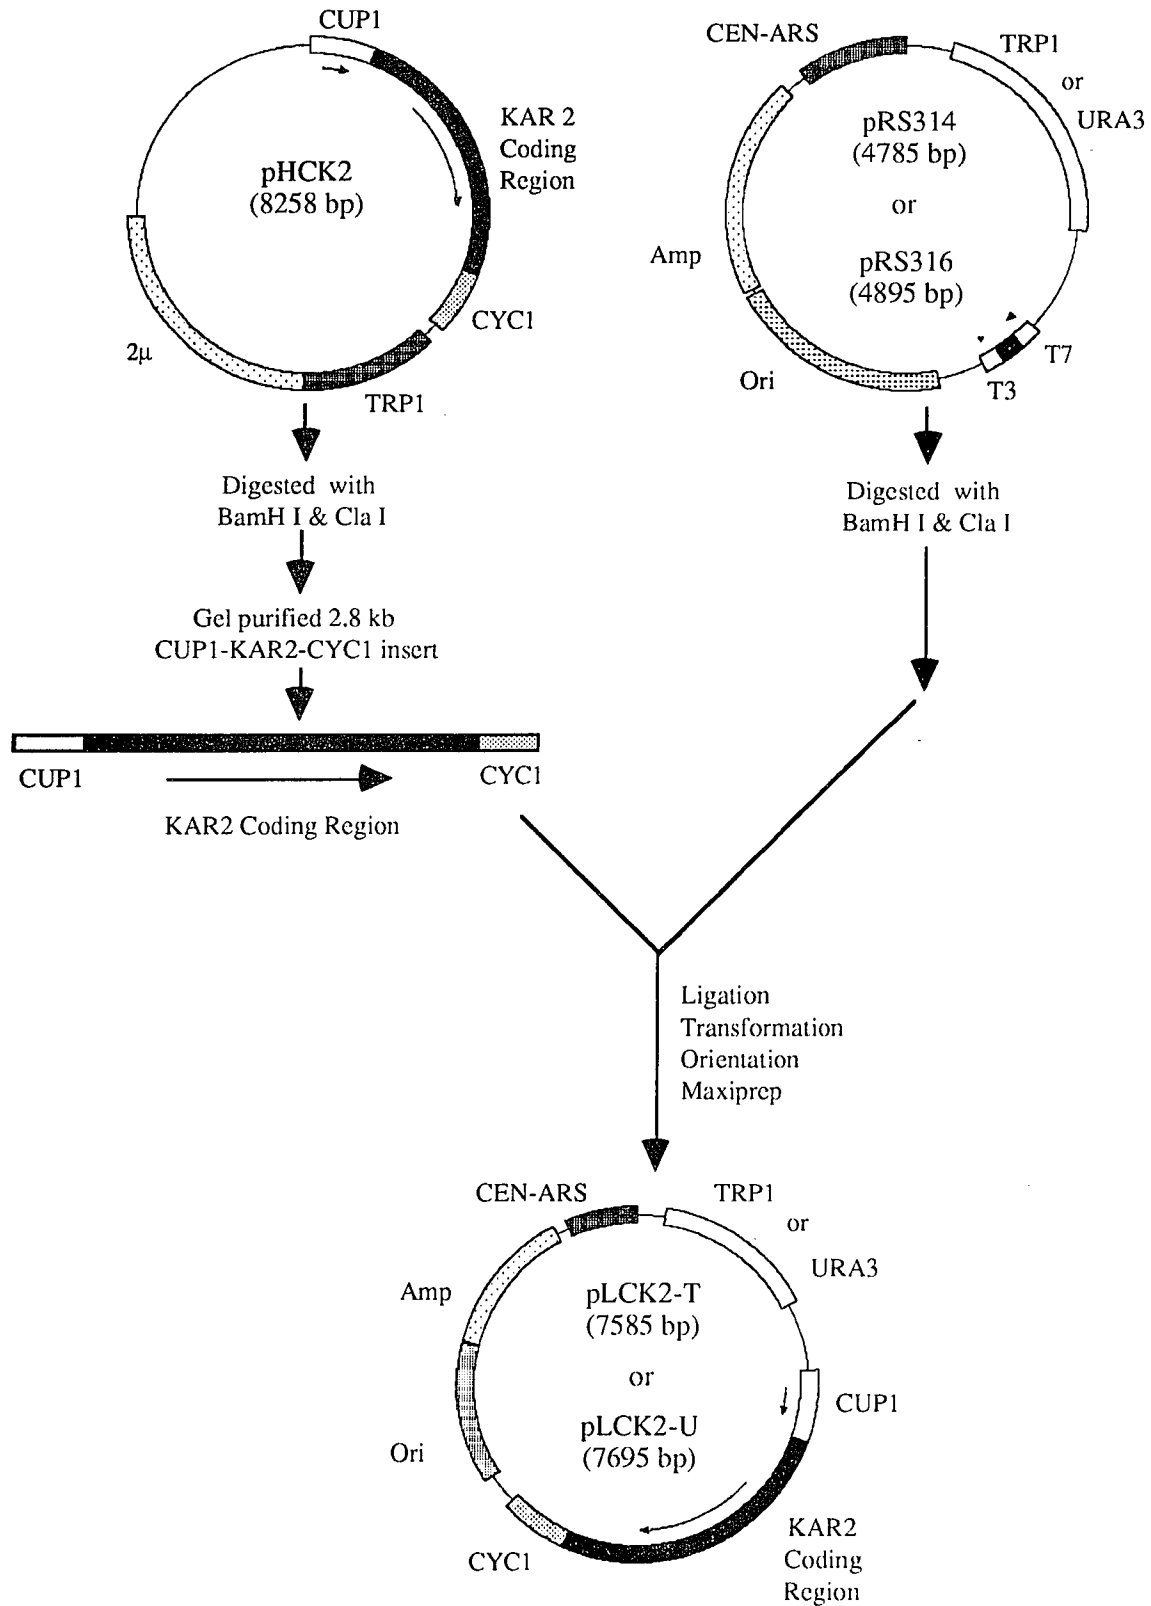 CUP1
KAR 2
Coding
Region
pHCK2
(8258 bp)
CYC1
2μ
TRP1
CEN-ARS
TRP1
or
URA3
pRS314
(4785 bp)
or
pRS316
(4895 bp)
Amp
Ori
T7
T3
Digested with
BamH I & Cla I
Digested with
BamH I & Cla I
Gel purified 2.8 kb
CUP1-KAR2-CYC1 insert
CUP1
CYC1
KAR2 Coding Region
Ligation
Transformation
Orientation
Maxiprep
CEN-ARS
TRP1
or
URA3
Amp
pLCK2-T
(7585 bp)
or
pLCK2-U
(7695 bp)
CUP1
Ori
CYC1
KAR2
Coding
Region